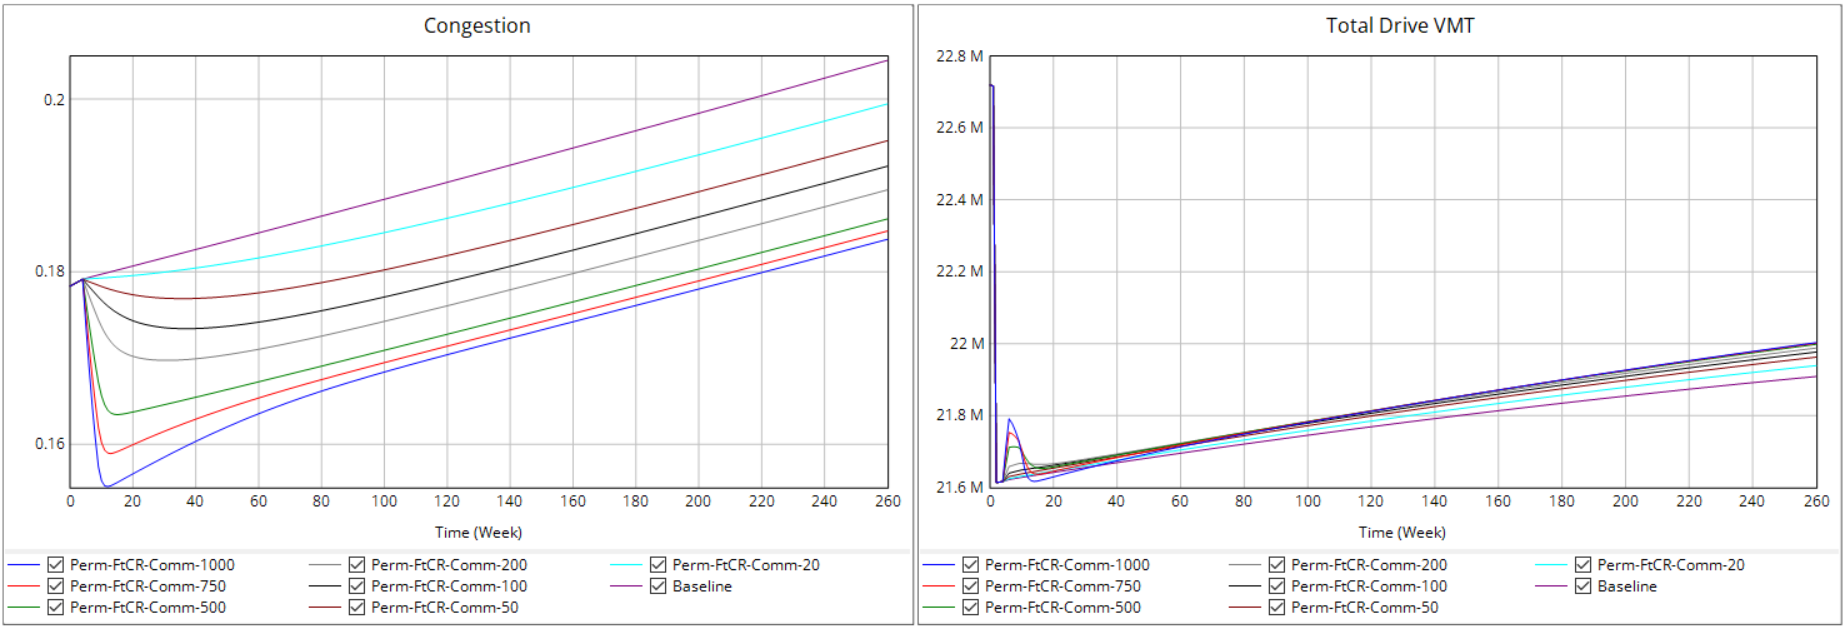 Congestion
0.2
0.18
0.16
0 20 40 60 80 100 120 140 160 180 200 220 240 260
Time (Week)
Perm-FtCR-Comm-1000 Perm-FtCR-Comm-200 Perm-FtCR-Comm-20
Perm-FtCR-Comm-750 Perm-FtCR-Comm-100 Baseline
Perm-FtCR-Comm-500 Perm-FtCR-Comm-50
Total Drive VMT
22.8 M
22.6 M
22.4 M
22.2 M
22 M
21.8 M
21.6 M
0 20 40 60 80 100 120 140 160 180 200 220 240 260
Time (Week)
Perm-FtCR-Comm-1000 Perm-FtCR-Comm-200 Perm-FtCR-Comm-20
Perm-FtCR-Comm-750 Perm-FtCR-Comm-100 Baseline
Perm-FtCR-Comm-500 Perm-FtCR-Comm-50